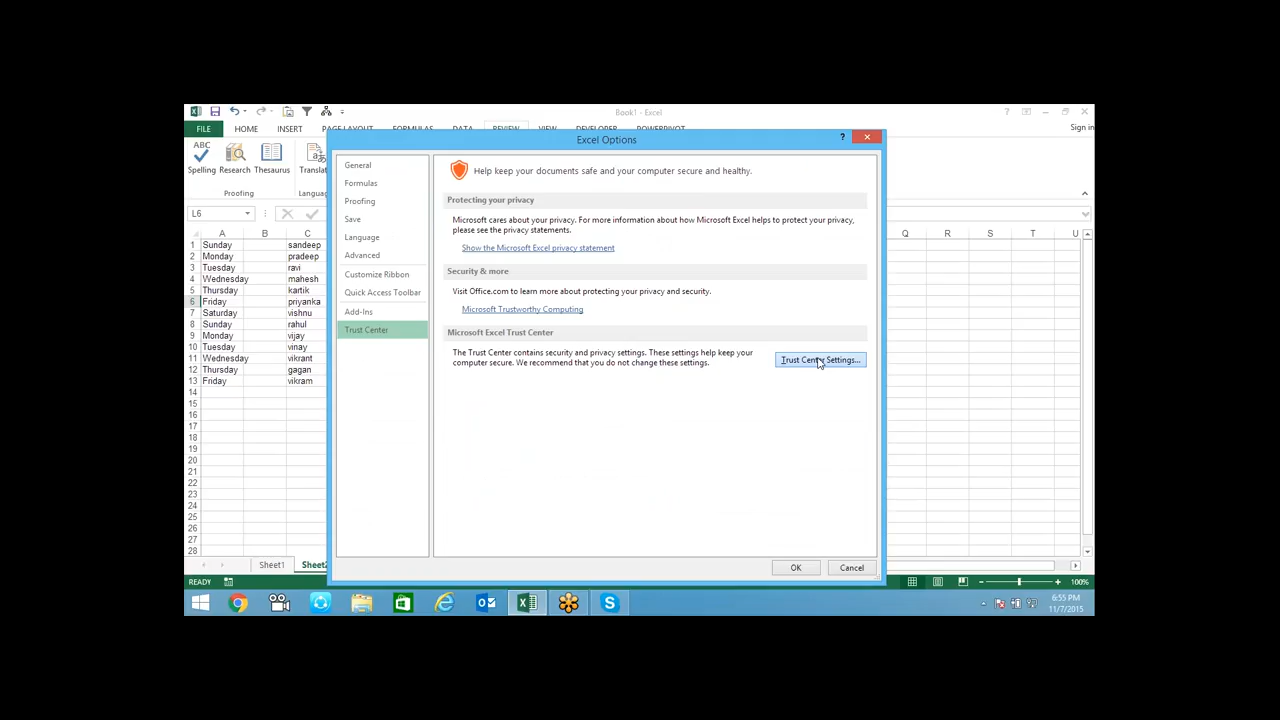 Book1 - Excel
FILE HOME INSERT PAGE LAYOUT FORMULAS DATA REVIEW VIEW DEVELOPER POWERPIVOT Sign in
Excel Options
ABC
Spelling Research Thesaurus
Proofing
L6
A B C Q R S T U
1 Sunday sandeep
2 Monday pradeep
3 Tuesday ravi
4 Wednesday mahesh
5 Thursday kartik
6 Friday priyanka
7 Saturday vishnu
8 Sunday rahul
9 Monday vijay
10 Tuesday vinay
11 Wednesday vikrant
12 Thursday gagan
13 Friday vikram
14
15
16
17
18
19
20
21
22
23
24
25
26
27
28
General
Formulas
Proofing
Save
Language
Advanced
Customize Ribbon
Quick Access Toolbar
Add-Ins
Trust Center
Help keep your documents safe and your computer secure and healthy.
Protecting your privacy
Microsoft cares about your privacy. For more information about how Microsoft Excel helps to protect your privacy,
please see the privacy statements.
Show the Microsoft Excel privacy statement
Security & more
Visit Office.com to learn more about protecting your privacy and security.
Microsoft Trustworthy Computing
Microsoft Excel Trust Center
The Trust Center contains security and privacy settings. These settings help keep your
computer secure. We recommend that you do not change these settings.
Trust Center Settings...
OK Cancel
Sheet1 Sheet2
READY 100%
6:55 PM
11/7/2015